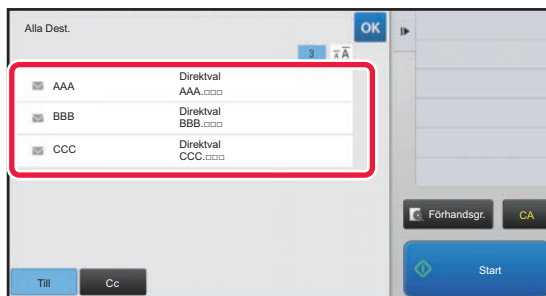 Alla Dest.
OK
3
AAA
Direktval
AAA.□□□
BBB
Direktval
BBB.□□□
CCC
Direktval
CCC.□□□
Förhandsgr.
CA
Till
Cc
Start